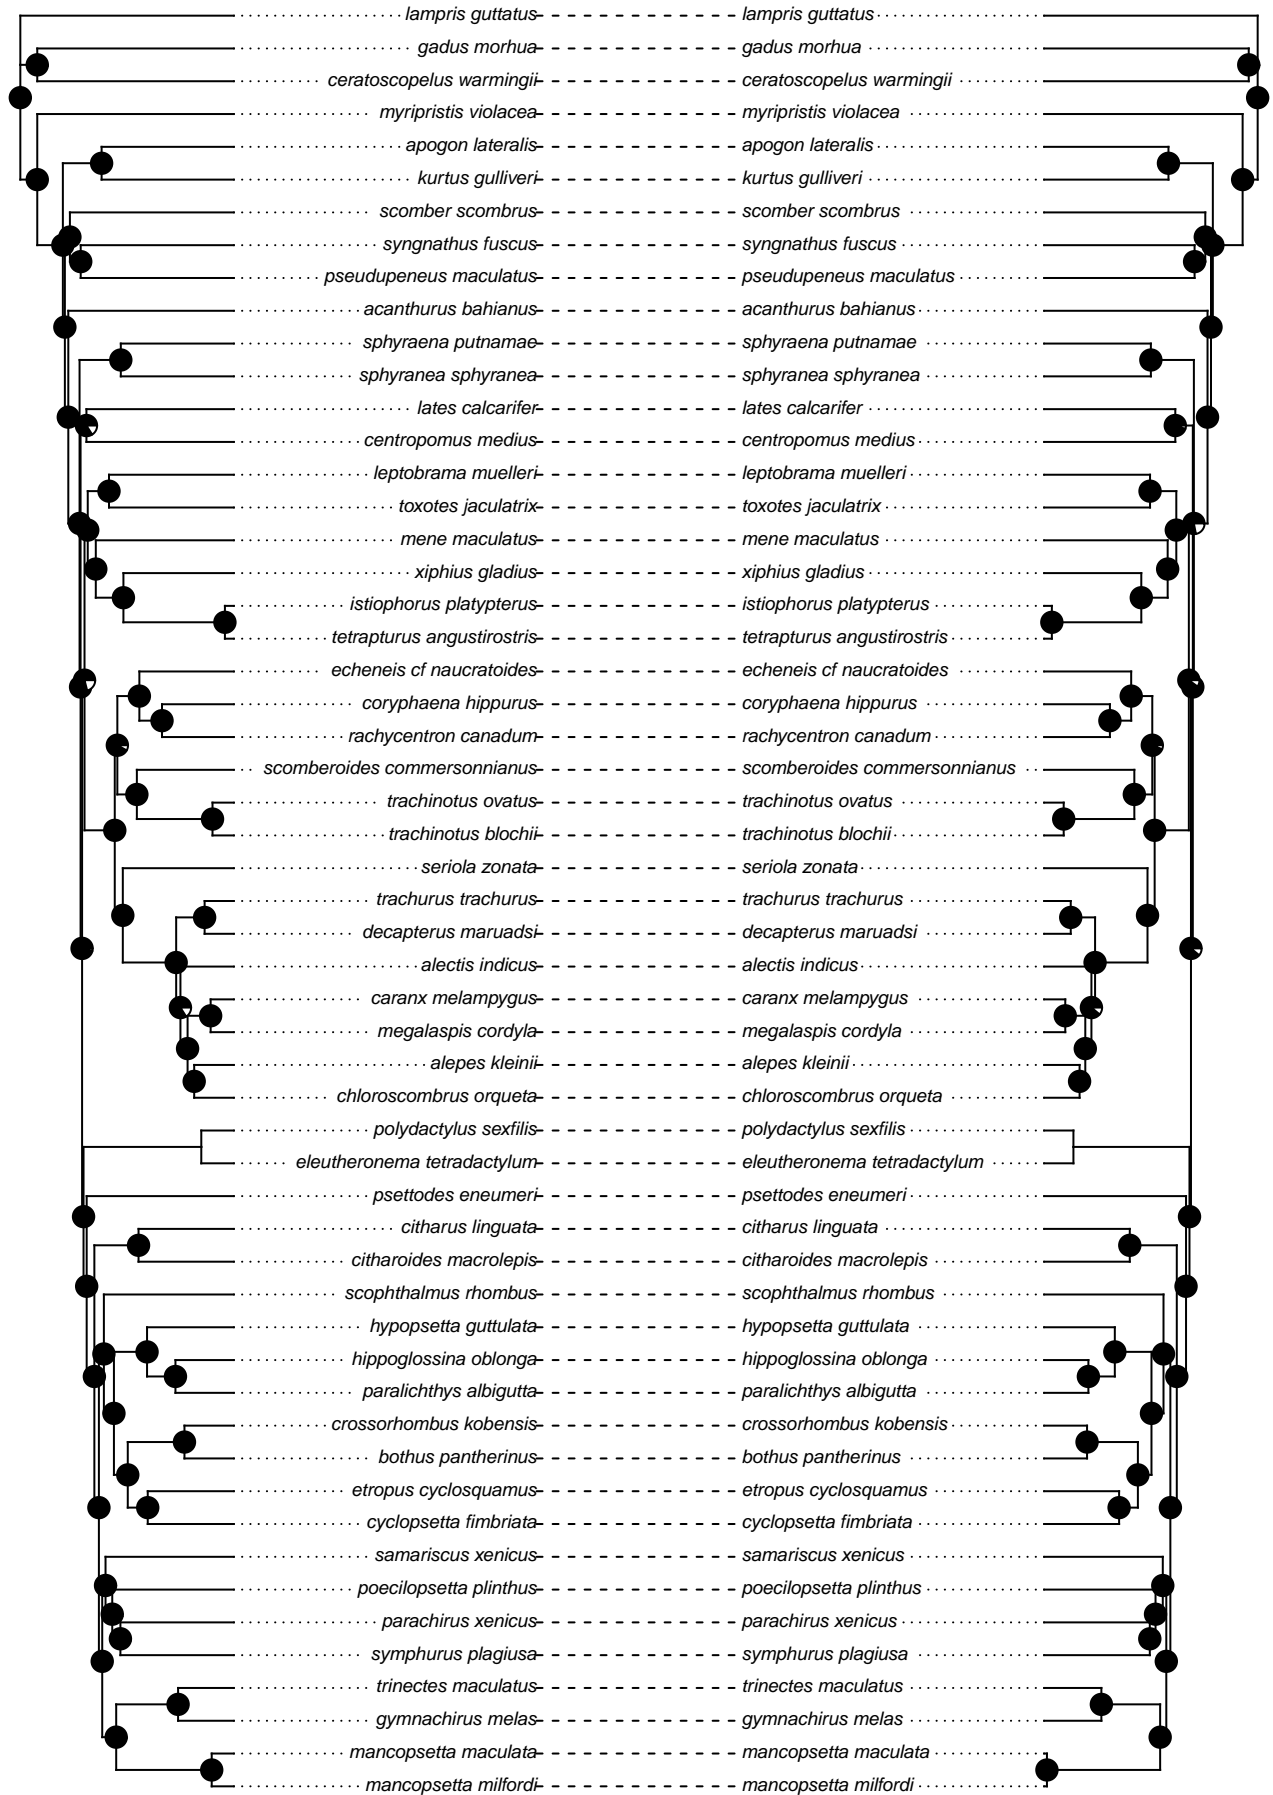 lampris guttatus lampris guttatus
gadus morhua gadus morhua
ceratoscopelus warmingii ceratoscopelus warmingii
myripristis violacea myripristis violacea
apogon lateralis apogon lateralis
kurtus gulliveri kurtus gulliveri
scomber scombrus scomber scombrus
syngnathus fuscus syngnathus fuscus
pseudupeneus maculatus pseudupeneus maculatus
acanthurus bahianus acanthurus bahianus
sphyraena putnamae sphyraena putnamae
sphyranea sphyranea sphyranea sphyranea
lates calcarifer lates calcarifer
centropomus medius centropomus medius
leptobrama muelleri leptobrama muelleri
toxotes jaculatrix toxotes jaculatrix
mene maculatus mene maculatus
xiphius gladius xiphius gladius
istiophorus platypterus istiophorus platypterus
tetrapturus angustirostris tetrapturus angustirostris
echeneis cf naucratoides echeneis cf naucratoides
coryphaena hippurus coryphaena hippurus
rachycentron canadum rachycentron canadum
scomberoides commersonnianus scomberoides commersonnianus
trachinotus ovatus trachinotus ovatus
trachinotus blochii trachinotus blochii
seriola zonata seriola zonata
trachurus trachurus trachurus trachurus
decapterus maruadsi decapterus maruadsi
alectis indicus alectis indicus
caranx melampygus caranx melampygus
megalaspis cordyla megalaspis cordyla
alepes kleinii alepes kleinii
chloroscombrus orqueta chloroscombrus orqueta
polydactylus sexfilis polydactylus sexfilis
eleutheronema tetradactylum eleutheronema tetradactylum
psettodes eneumeri psettodes eneumeri
citharus linguata citharus linguata
citharoides macrolepis citharoides macrolepis
scophthalmus rhombus scophthalmus rhombus
hypopsetta guttulata hypopsetta guttulata
hippoglossina oblonga hippoglossina oblonga
paralichthys albigutta paralichthys albigutta
crossorhombus kobensis crossorhombus kobensis
bothus pantherinus bothus pantherinus
etropus cyclosquamus etropus cyclosquamus
cyclopsetta fimbriata cyclopsetta fimbriata
samariscus xenicus samariscus xenicus
poecilopsetta plinthus poecilopsetta plinthus
parachirus xenicus parachirus xenicus
symphurus plagiusa symphurus plagiusa
trinectes maculatus trinectes maculatus
gymnachirus melas gymnachirus melas
mancopsetta maculata mancopsetta maculata
mancopsetta milfordi mancopsetta milfordi